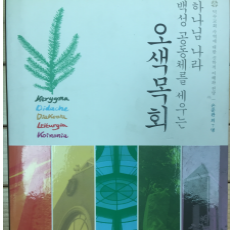 하나님 나라
백성 공동체를 세우는
오색목회
Kerygma
Didache
Diakonia
Leiturgia
Koinonia